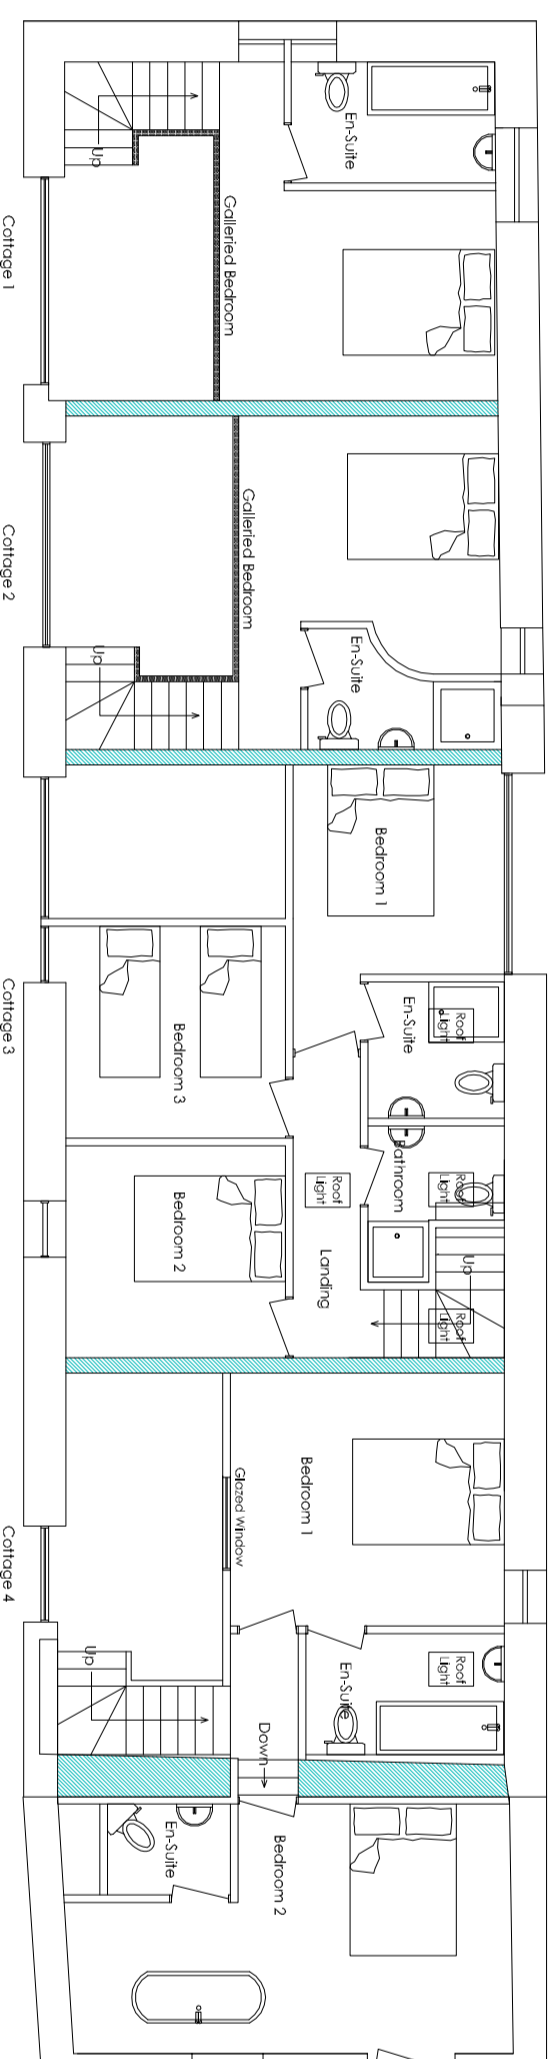 En-Suite
Up
Galleried Bedroom
Cottage 1
Galleried Bedroom
Cottage 2
En-Suite
Up
Bedroom 1
En-Suite
Roof
Light
Cottage 3
Bedroom 3
Bathroom
Roof
Light
Roof
Light
Bedroom 2
Landing
Up
Roof
Light
Bedroom 1
Glazed Window
Cottage 4
En-Suite
Roof
Light
Up
Down
En-Suite
Bedroom 2